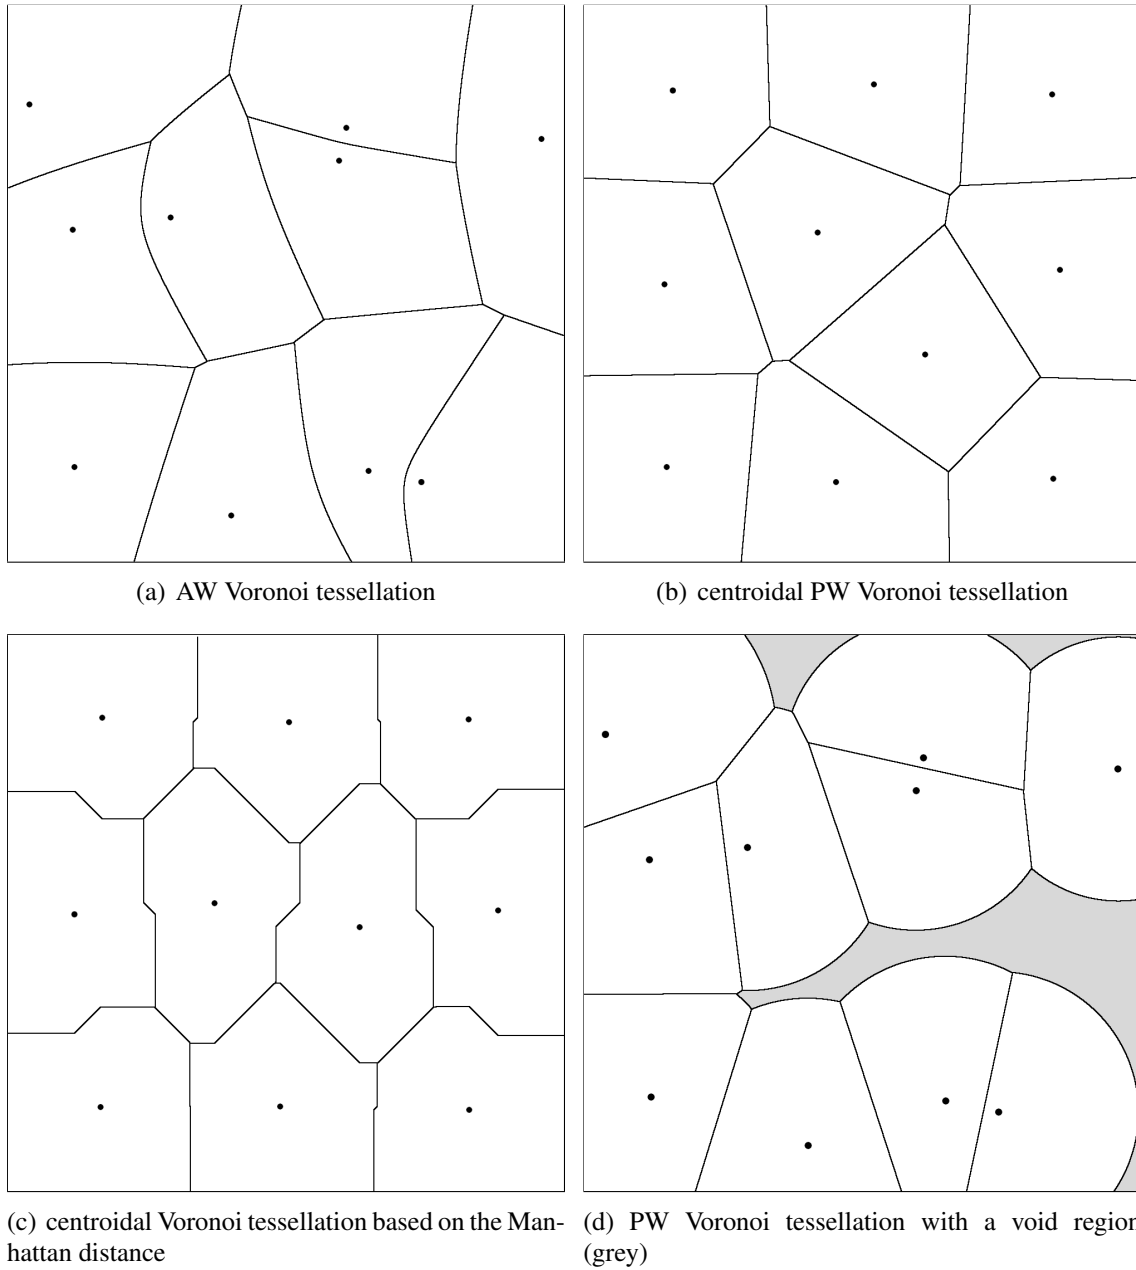 (a) AW Voronoi tessellation
(b) centroidal PW Voronoi tessellation
(c) centroidal Voronoi tessellation based on the Man-
hattan distance
(d) PW Voronoi tessellation with a void region
(grey)